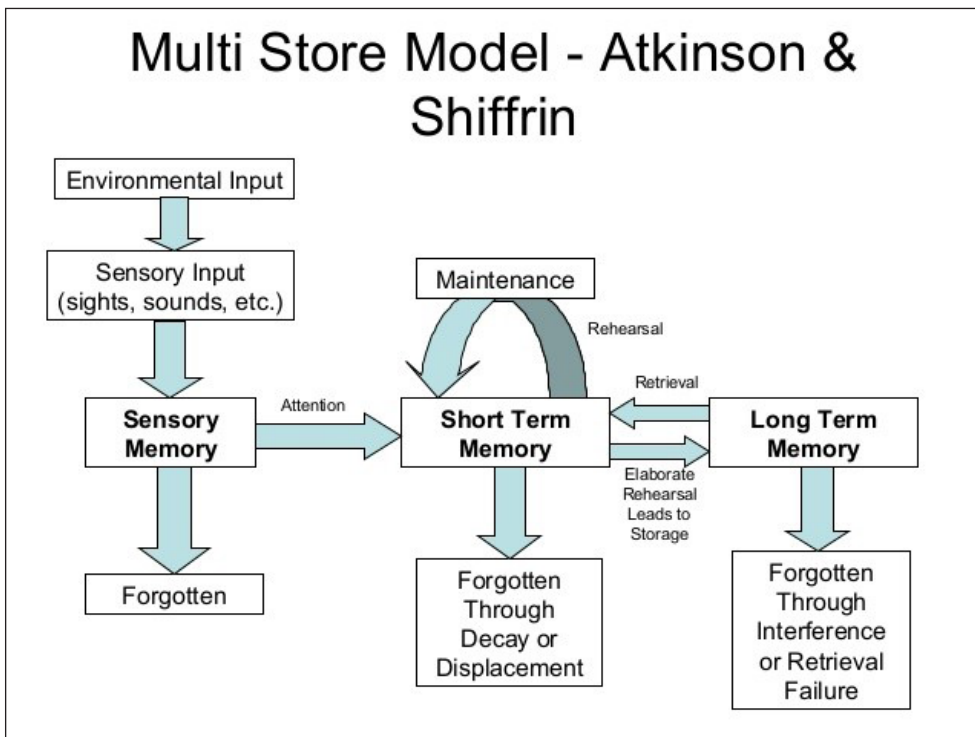 Multi Store Model - Atkinson &
Shiffrin
Environmental Input
Sensory Input
(sights, sounds, etc.)
Maintenance
Rehearsal
Retrieval
Attention
Sensory
Memory
Short Term
Memory
Long Term
Memory
Elaborate
Rehearsal
Leads to
Storage
Forgotten
Forgotten
Through
Decay or
Displacement
Forgotten
Through
Interference
or Retrieval
Failure